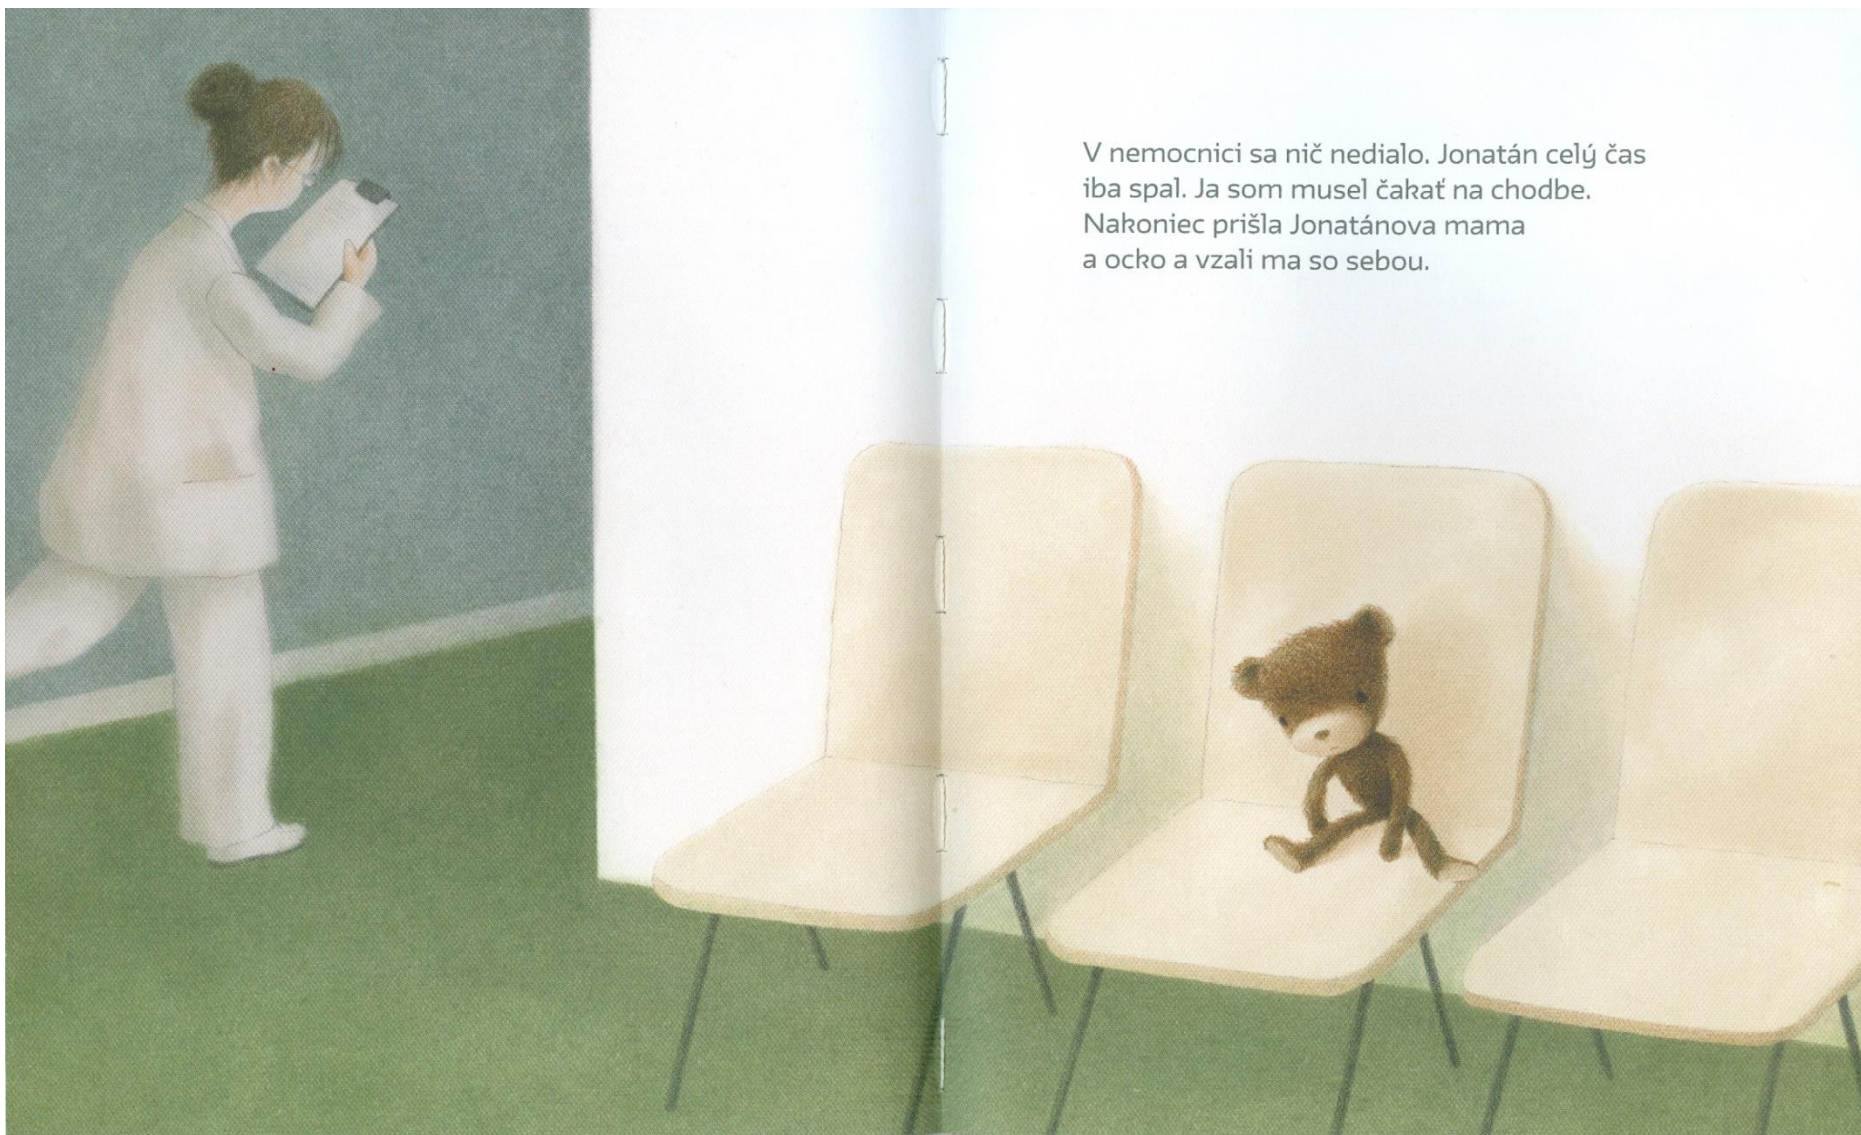 V nemocnici sa nič nedialo. Jonatán celý čas
iba spal. Ja som musel čakať na chodbe.
Nakoniec prišla Jonatánova mama
a ocko a vzali ma so sebou.